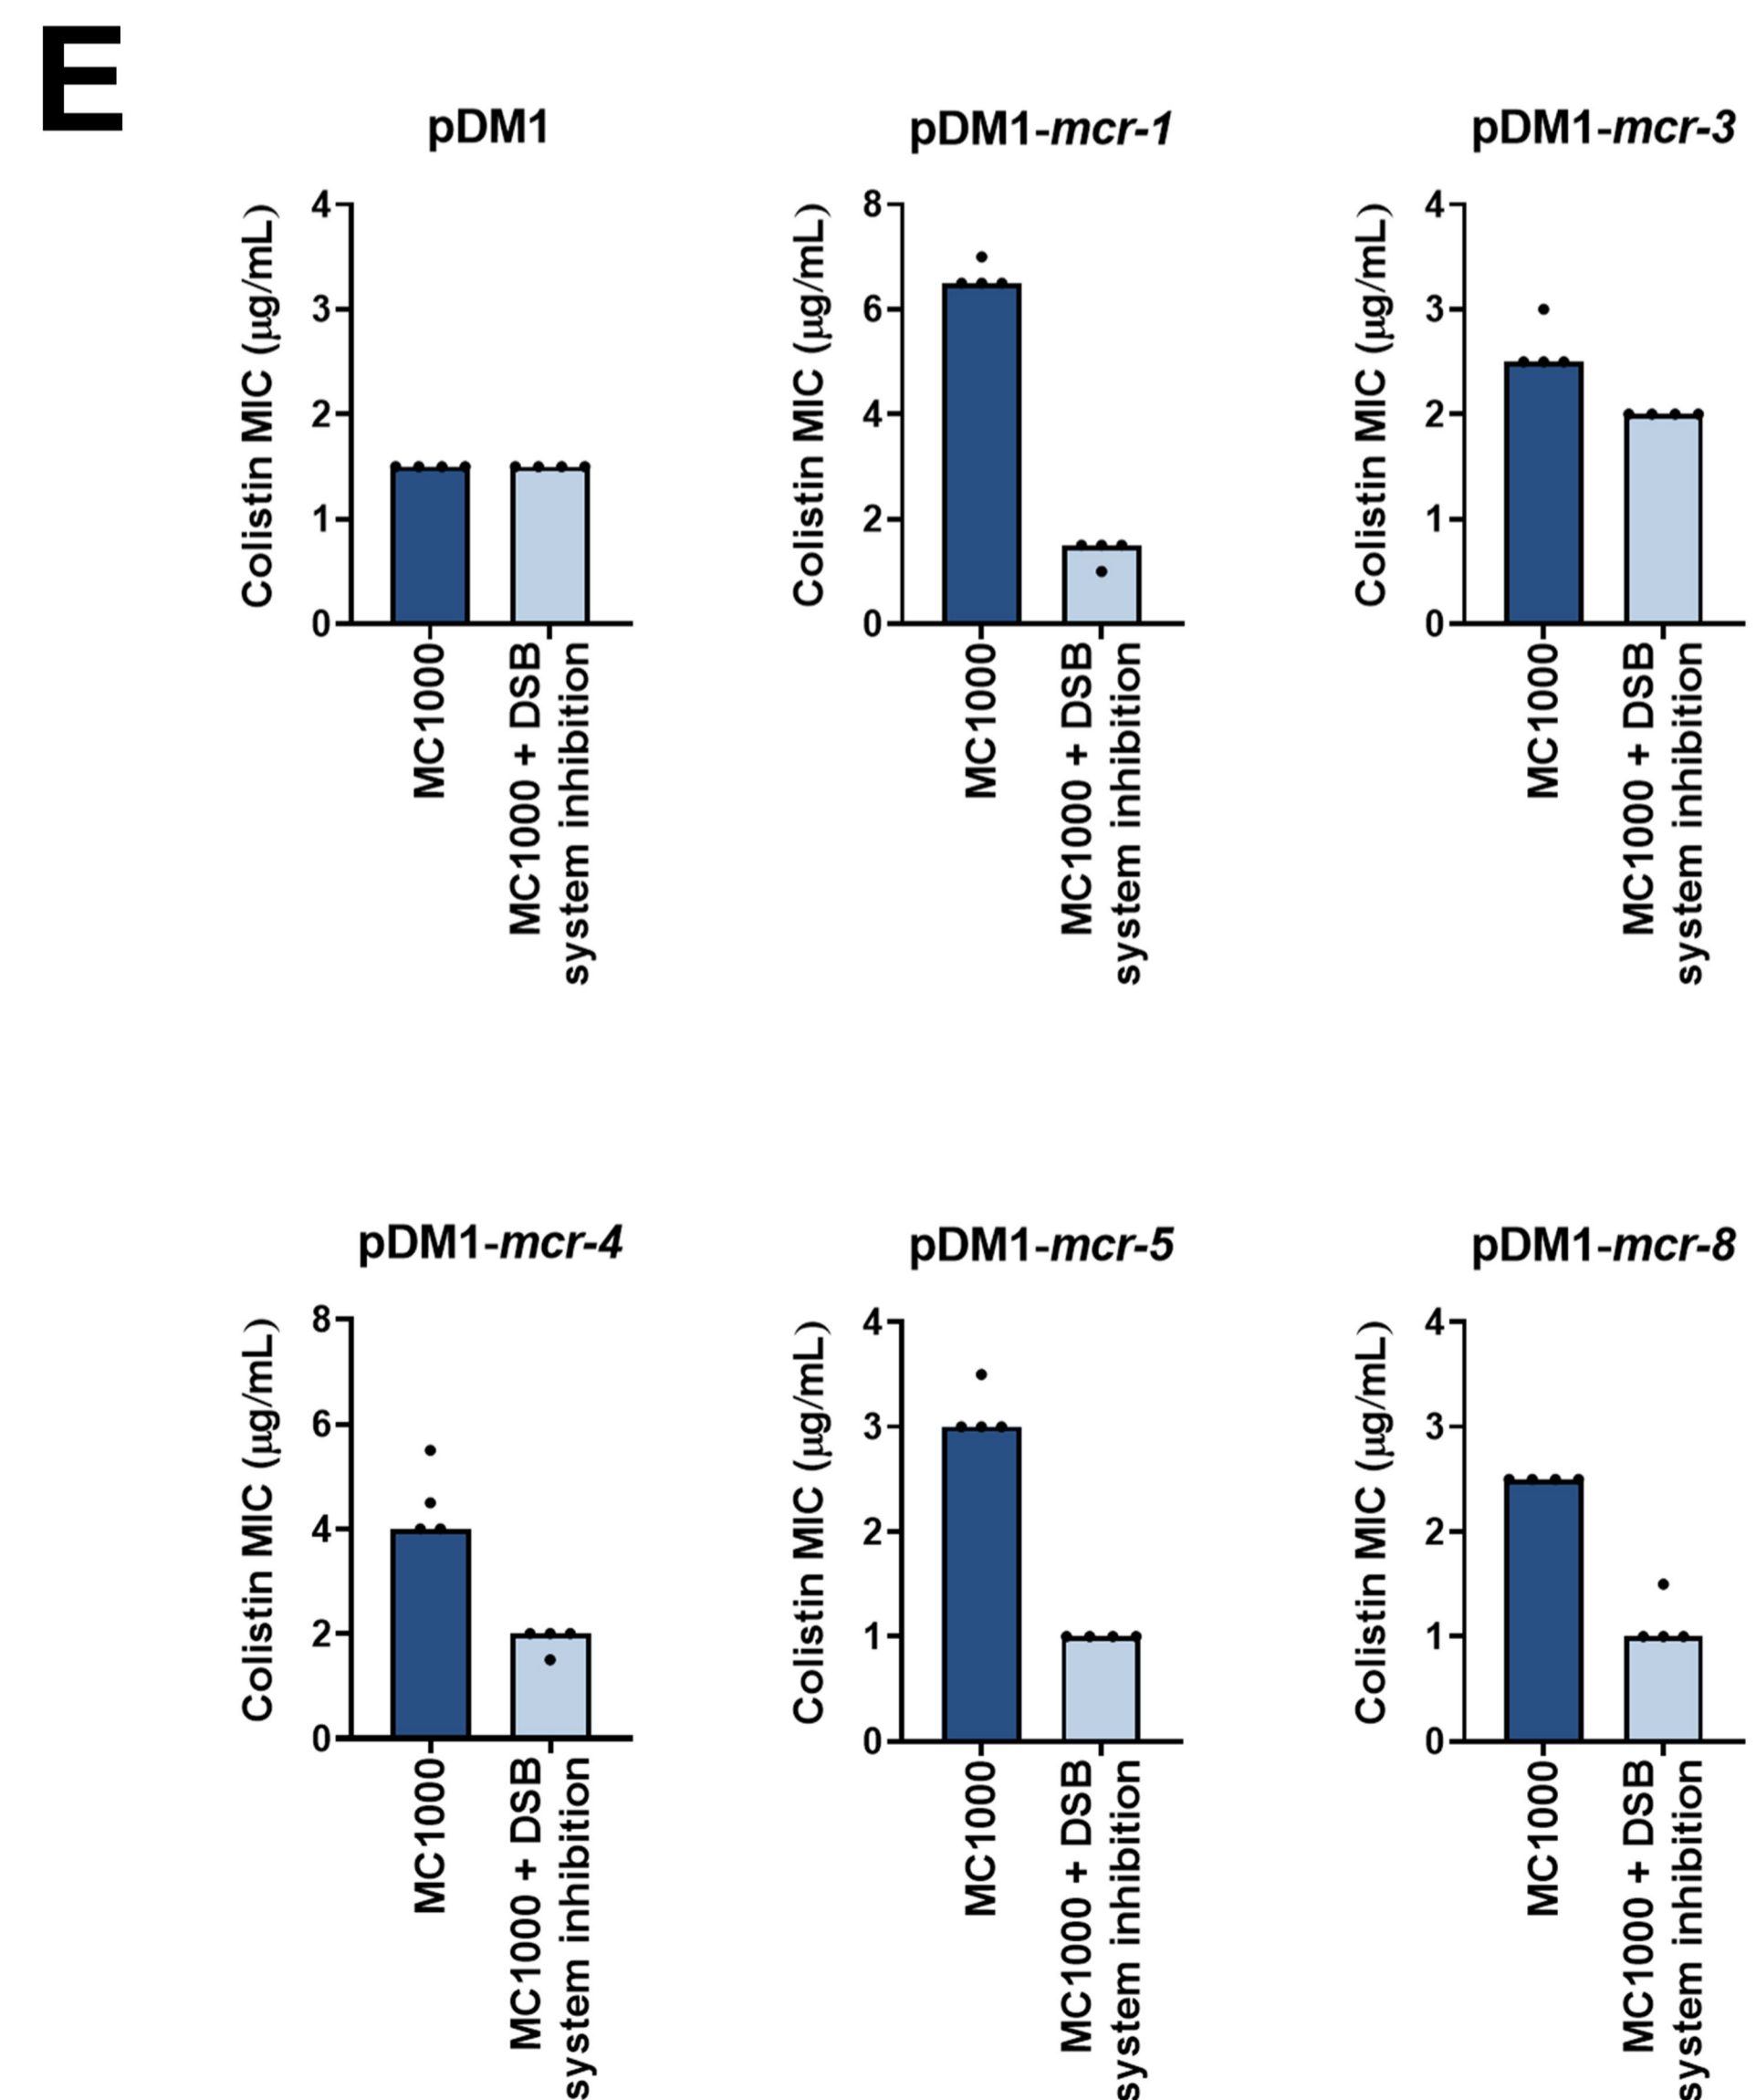 E
pDM1
Colistin MIC (μg/mL)
4
3
2
1
0
MC1000
MC1000 + DSB
system inhibition
pDM1-mcr-1
Colistin MIC (μg/mL)
8
6
4
2
0
MC1000
MC1000 + DSB
system inhibition
pDM1-mcr-3
Colistin MIC (μg/mL)
4
3
2
1
0
MC1000
MC1000 + DSB
system inhibition
pDM1-mcr-4
Colistin MIC (μg/mL)
8
6
4
2
0
MC1000
MC1000 + DSB
system inhibition
pDM1-mcr-5
Colistin MIC (μg/mL)
4
3
2
1
0
MC1000
MC1000 + DSB
system inhibition
pDM1-mcr-8
Colistin MIC (μg/mL)
4
3
2
1
0
MC1000
MC1000 + DSB
system inhibition